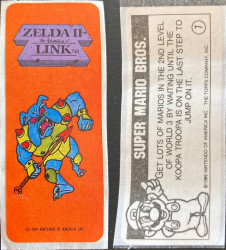 ZELDA II
The Adventure of
LINK™
©1989 NINTENDO OF AMERICA INC.
7
SUPER MARIO BROS.
GET LOTS OF MARIOS IN THE 2ND LEVEL
OF WORLD 3 BY WAITING UNTIL THE
KOOPA TROOPA IS ON THE LAST STEP TO
JUMP ON IT.
©1989 NINTENDO OF AMERICA INC. THE TOPPS COMPANY, INC.